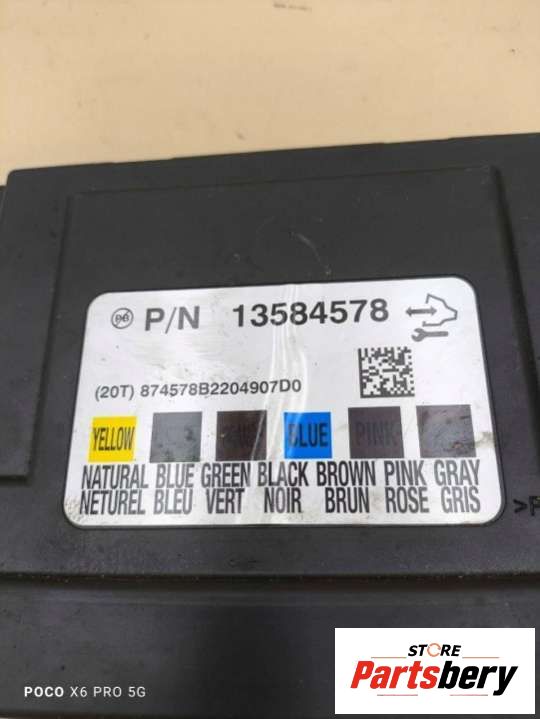 P/N 13584578
(20T) 874578B2204907D0
YELLOW BLUE PINK
NATURAL BLUE GREEN BLACK BROWN PINK GRAY
NETUREL BLEU VERT NOIR BRUN ROSE GRIS
POCO X6 PRO 5G
STORE
Partsbery